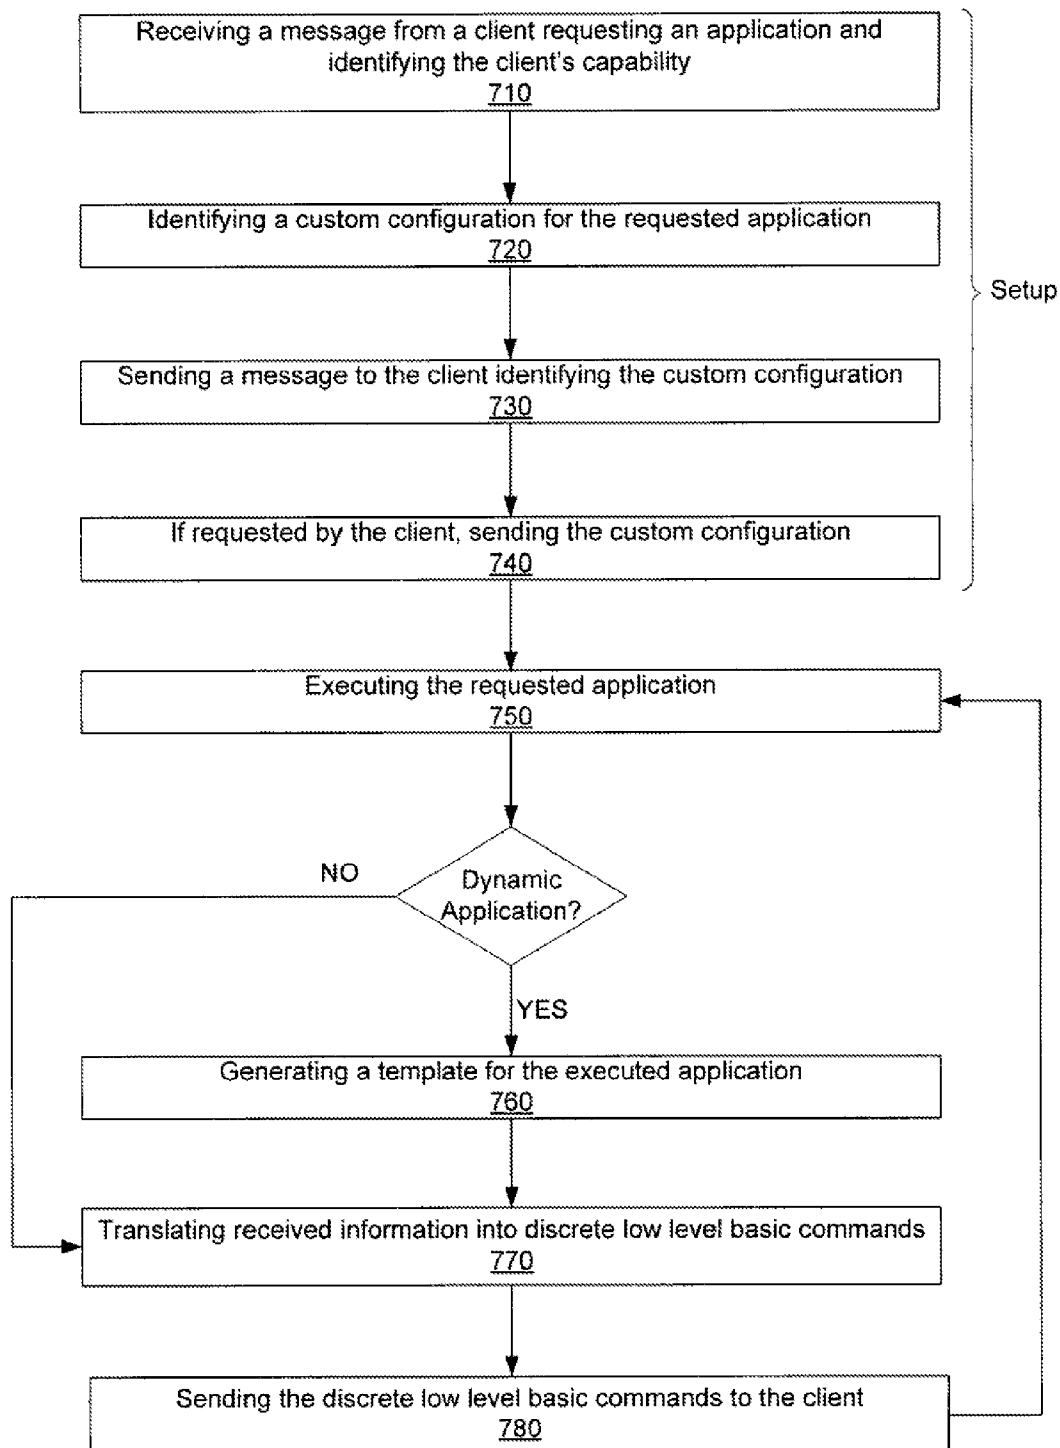 Receiving a message from a client requesting an application and
identifying the client's capability
710
Identifying a custom configuration for the requested application
720
Setup
Sending a message to the client identifying the custom configuration
730
If requested by the client, sending the custom configuration
740
Executing the requested application
750
NO
Dynamic
Application?
YES
Generating a template for the executed application
760
Translating received information into discrete low level basic commands
770
Sending the discrete low level basic commands to the client
780